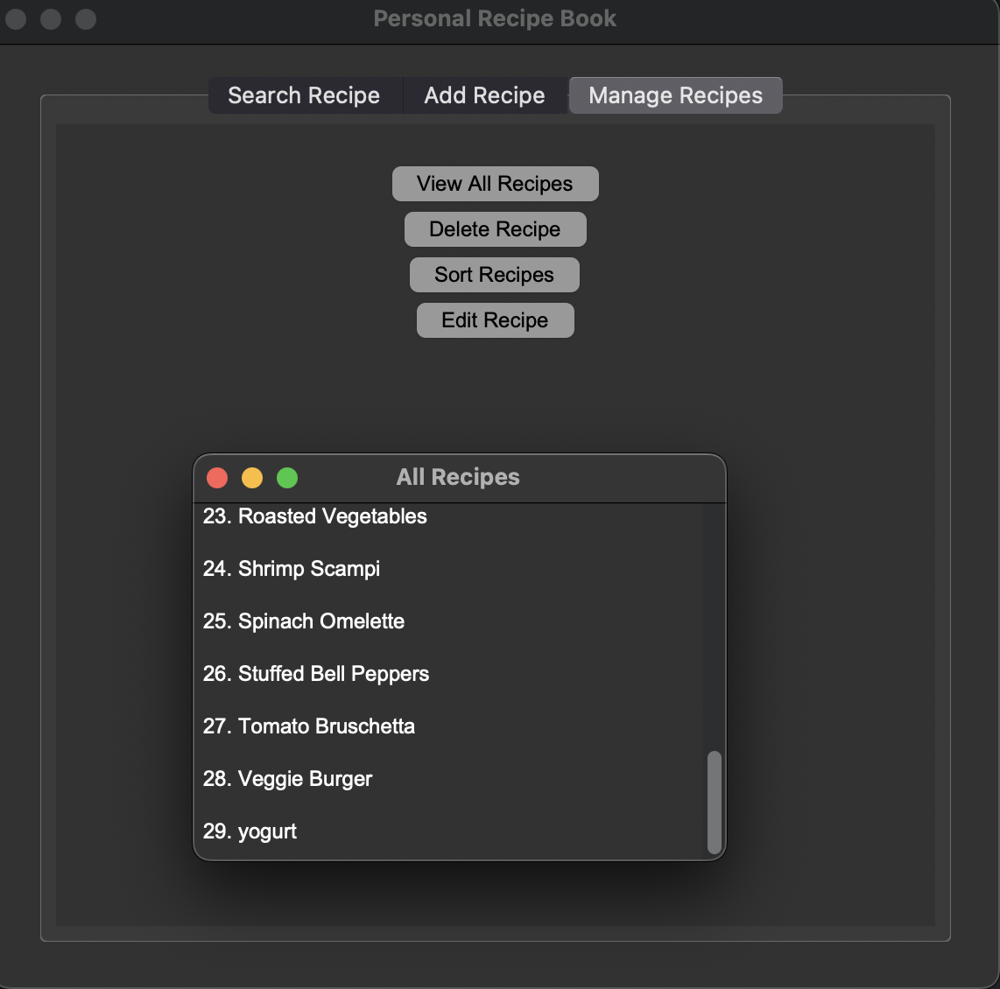 Personal Recipe Book
Search Recipe Add Recipe Manage Recipes
View All Recipes
Delete Recipe
Sort Recipes
Edit Recipe
All Recipes
23. Roasted Vegetables
24. Shrimp Scampi
25. Spinach Omelette
26. Stuffed Bell Peppers
27. Tomato Bruschetta
28. Veggie Burger
29. yogurt